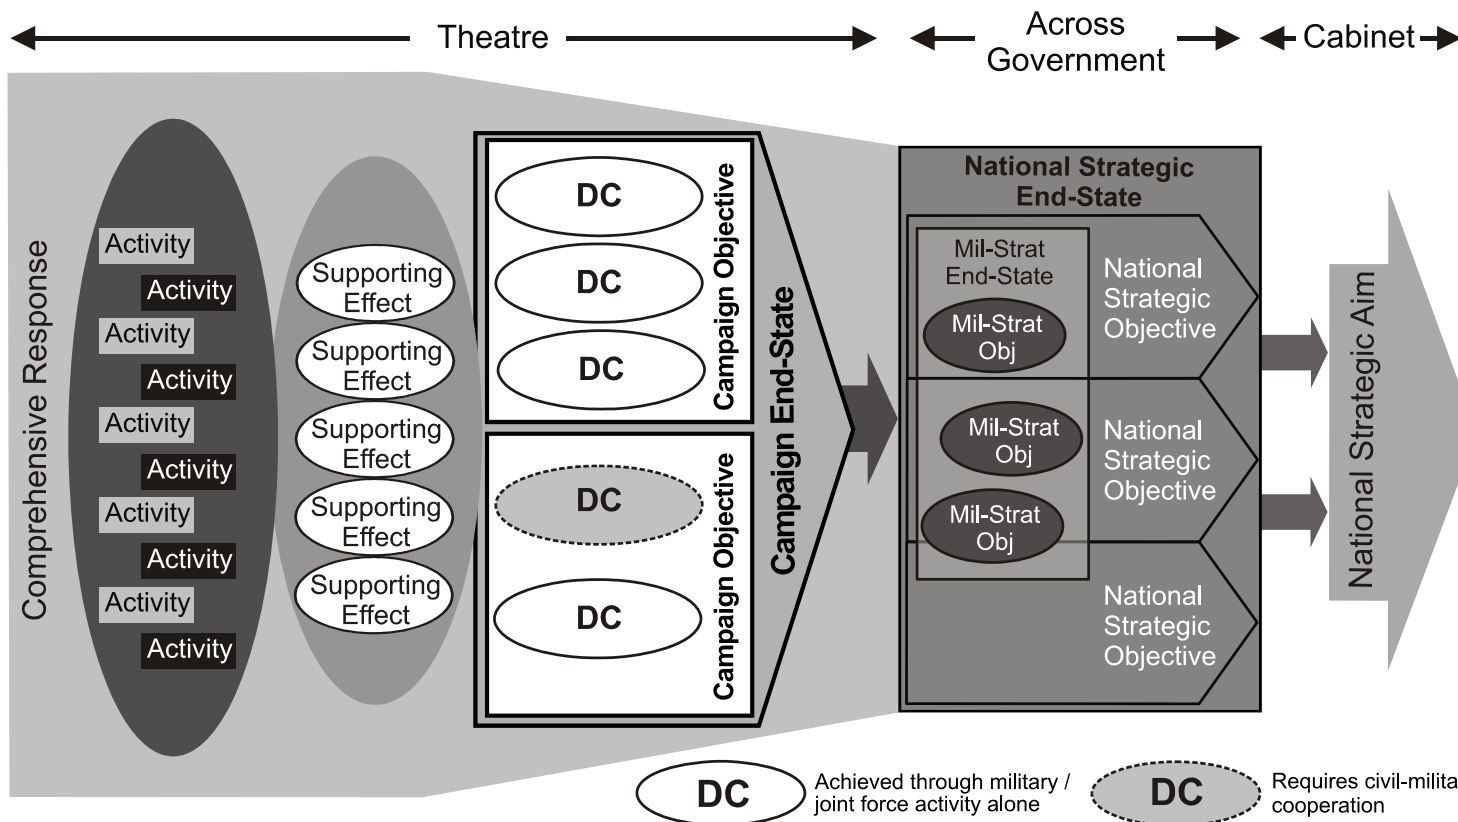 Theatre
Across
Government
Cabinet
Comprehensive Response
Activity
Activity
Activity
Activity
Activity
Activity
Activity
Activity
Activity
Activity
Supporting
Effect
Supporting
Effect
Supporting
Effect
Supporting
Effect
Supporting
Effect
DC
DC
DC
Campaign Objective
DC
DC
Campaign Objective
Campaign End-State
National Strategic
End-State
Mil-Strat
End-State
Mil-Strat
Obj
Mil-Strat
Obj
Mil-Strat
Obj
National
Strategic
Objective
National
Strategic
Objective
National
Strategic
Objective
National Strategic Aim
DC
Achieved through military /
joint force activity alone
DC
Requires civil-milita
cooperation